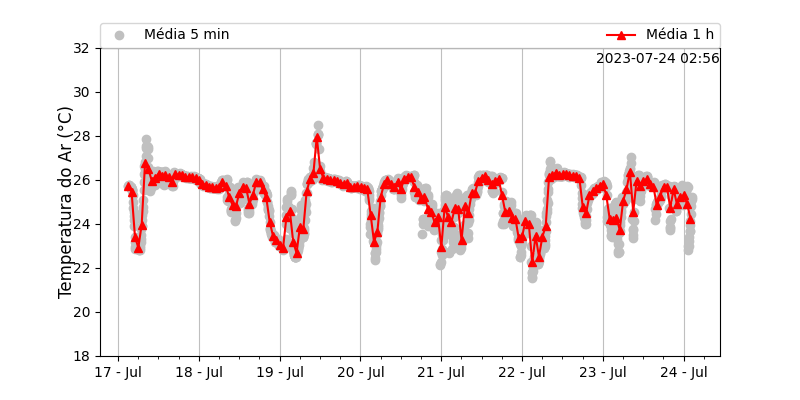 Média 5 min
Média 1 h
2023-07-24 02:56
Temperatura do Ar (°C)
32
30
28
26
24
22
20
18
17 - Jul
18 - Jul
19 - Jul
20 - Jul
21 - Jul
22 - Jul
23 - Jul
24 - Jul